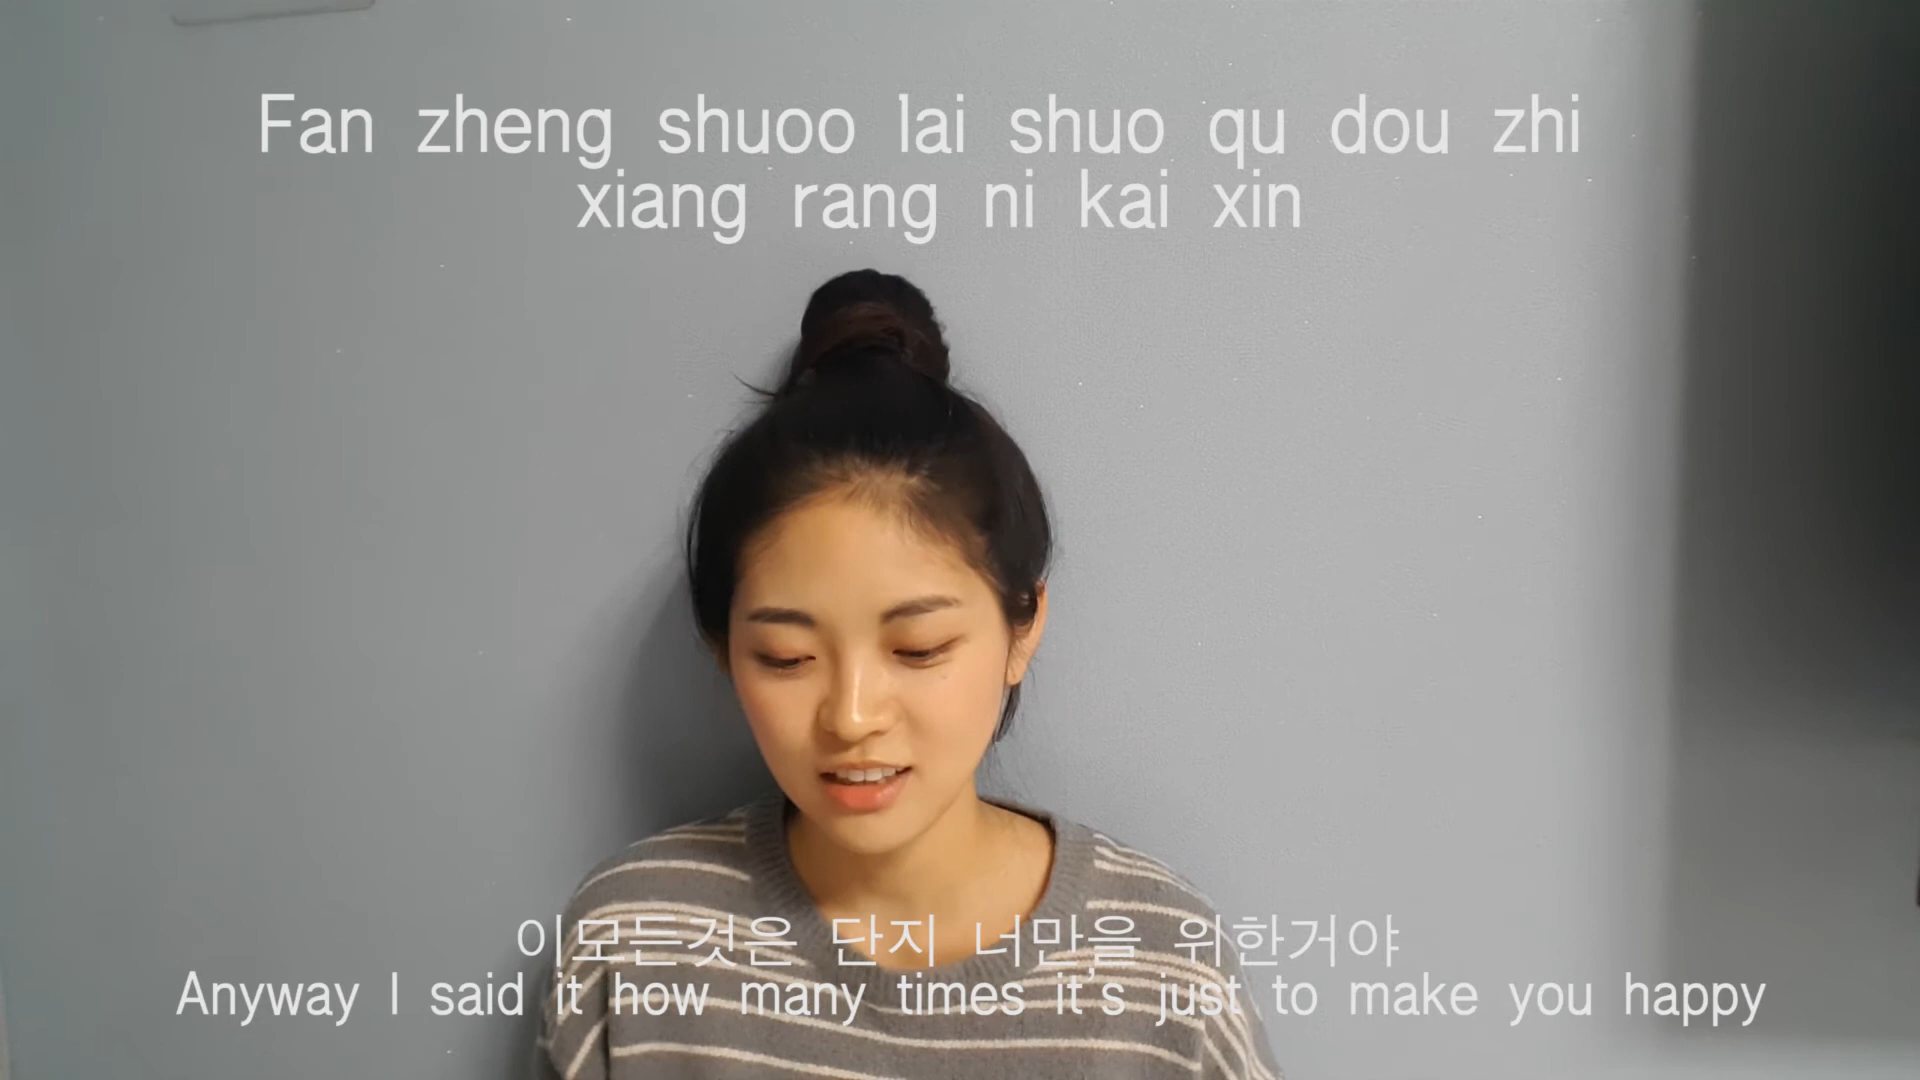 Fan zheng shuoo lai shuo qu dou zhi
xiang rang ni kai xin
이모든것은 단지 너만을 위한거야
Anyway I said it how many times it's just to make you happy